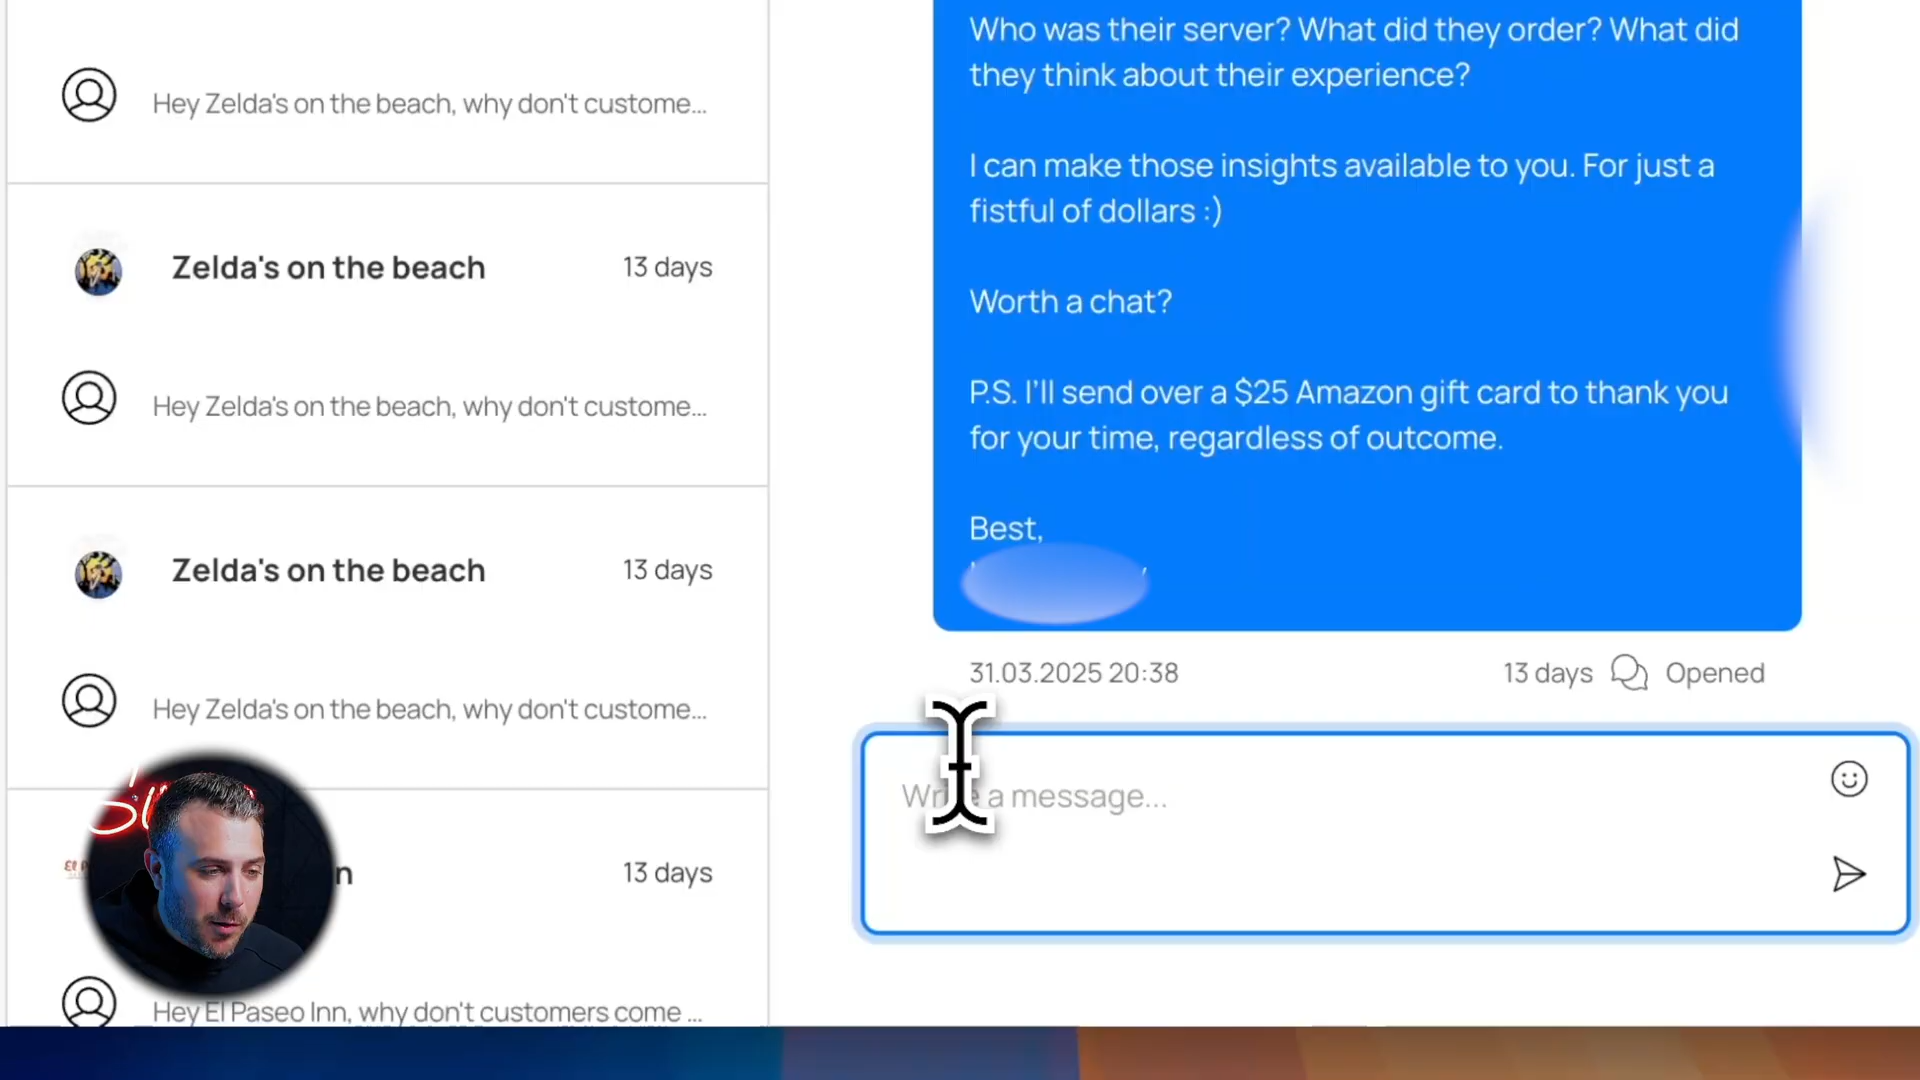 Hey Zelda's on the beach, why don't custome...
Zelda's on the beach
13 days
Hey Zelda's on the beach, why don't custome...
Zelda's on the beach
13 days
Hey Zelda's on the beach, why don't custome...
n
13 days
Hey El Paseo Inn, why don't customers come ...
Who was their server? What did they order? What did
they think about their experience?
I can make those insights available to you. For just a
fistful of dollars :)
Worth a chat?
P.S. I'll send over a $25 Amazon gift card to thank you
for your time, regardless of outcome.
Best,
31.03.2025 20:38
13 days
Opened
Write a message...